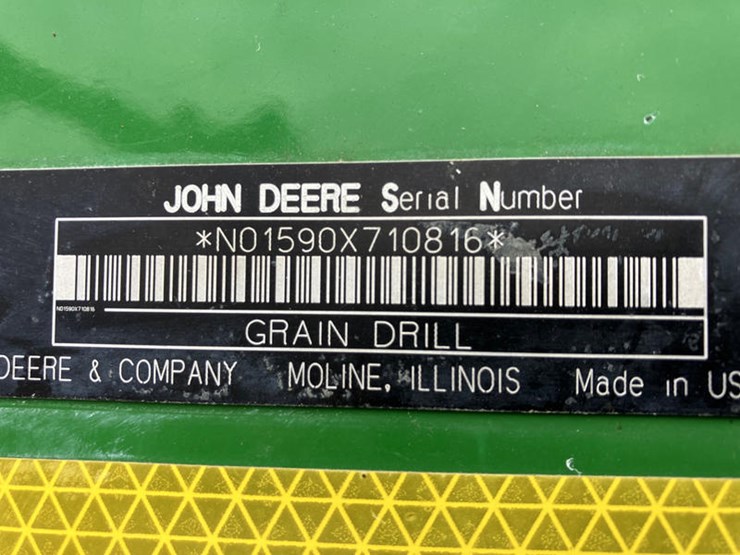 JOHN DEERE Serial Number
*N01590X710816*
N01590X710816
GRAIN DRILL
DEERE & COMPANY MOLINE, ILLINOIS Made in US